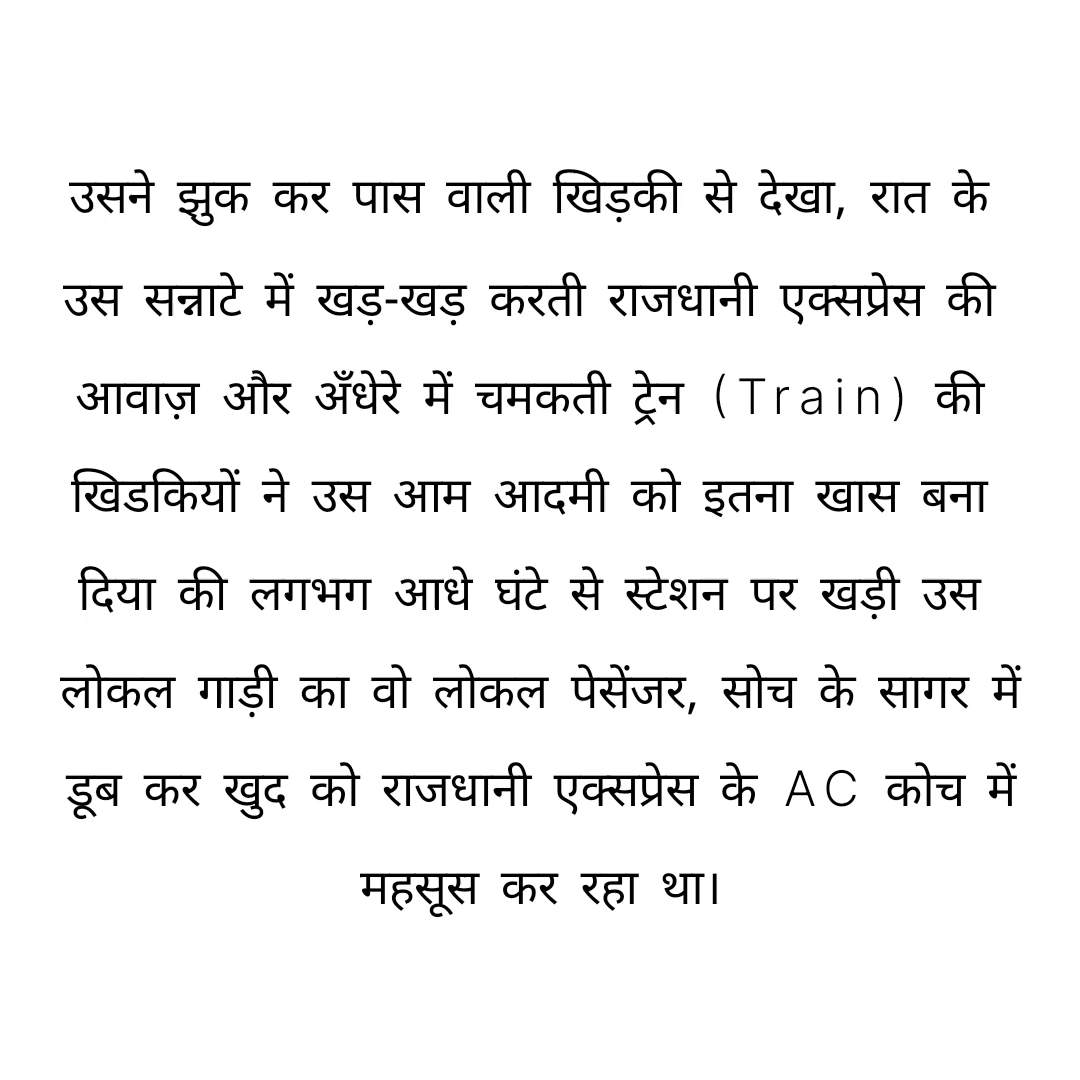 उसने झुक कर पास वाली खिड़की से देखा, रात के
उस सन्नाटे में खड़-खड़ करती राजधानी एक्सप्रेस की
आवाज़ और अँधेरे में चमकती ट्रेन (Train) की
खिडकियों ने उस आम आदमी को इतना खास बना
दिया की लगभग आधे घंटे से स्टेशन पर खड़ी उस
लोकल गाड़ी का वो लोकल पेसेंजर, सोच के सागर में
डूब कर खुद को राजधानी एक्सप्रेस के AC कोच में
महसूस कर रहा था।